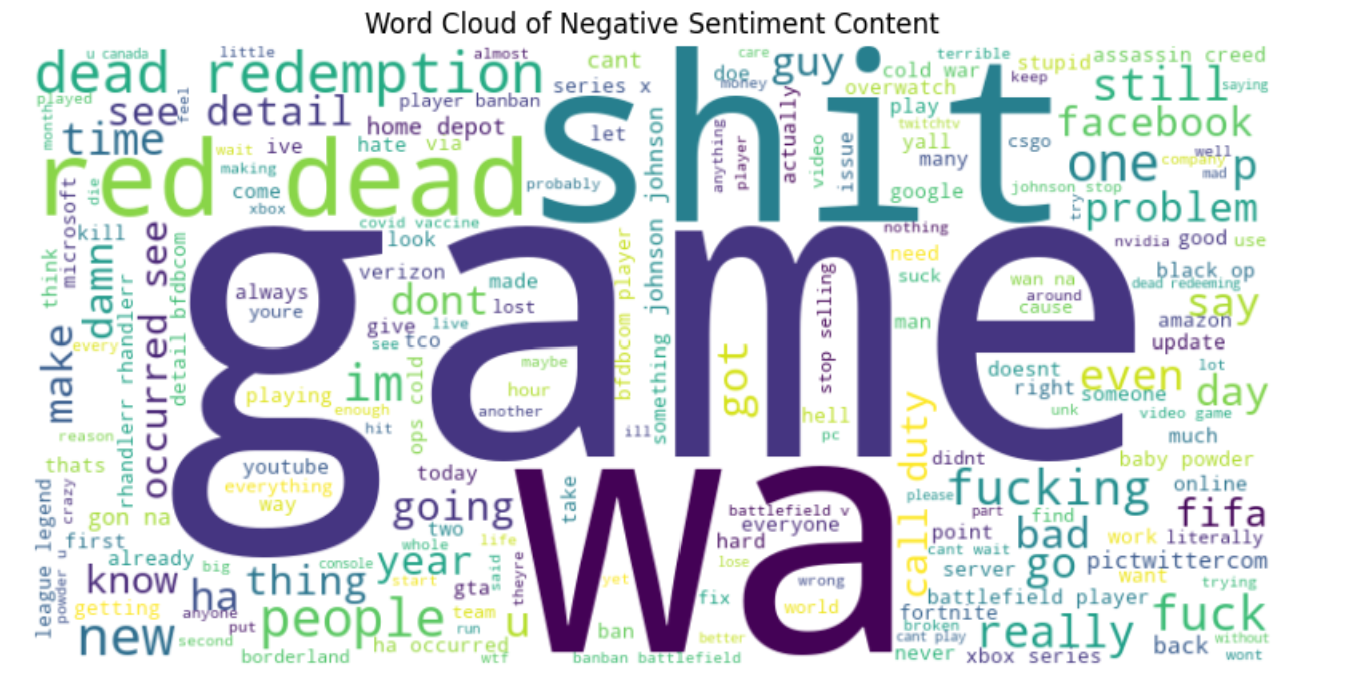 Word Cloud of Negative Sentiment Content
u canada
little
almost
cant
care
terrible
stupid
assassin creed
dead redemption
series x
doe
money
guy
cold war
keep
overwatch
still
saying
played
see detail
feel
player banban
home depot
let
actually
play
twitchtv
facebook
month
time
wait
ive
hate
via
anything
player
video
issue
yall
many
csgo
one
company
well
mad
p
red dead
making
come
xbox
die
probably
shit
johnson
google
johnson stop
try
problem
microsoft
kill
covid vaccine
look
nothing
need
nvidia
good
use
think
damn
occurred see
detail bfdbcom
rhandlerr rhandlerr
game
always
youre
verizon
made
dont
lost
give
live
see
tco
bfdbcom player
something johnson
stop selling
suck
man
wan na
around
cause
black op
dead redeeming
say
amazon
update
make
every
playing
enough
hit
im
ops cold
maybe
hour
another
ill
got
hell
pc
doesnt
right
even
someone
lot
day
unk
video game
much
reason
thats
youtube
everything
way
today
going
take
call duty
didnt
baby powder
league legend
crazy
gon na
first
two
whole
life
wa
battlefield v
everyone
hard
please
fucking
online
fifa
part
find
point
bad
work
literally
cant wait
server
go
pictwittercom
want
trying
powder u
already
big
console
year
start
know
getting
ha
thing
anyone
gta
said
theyre
yet
fix
lose
wrong
world
battlefield player
fortnite
broken
fuck
new
second
put
people
team
run
u
ban
better
cant play
really
back
without
borderland
ha occurred
wtf
banban battlefield
never
xbox series
wont